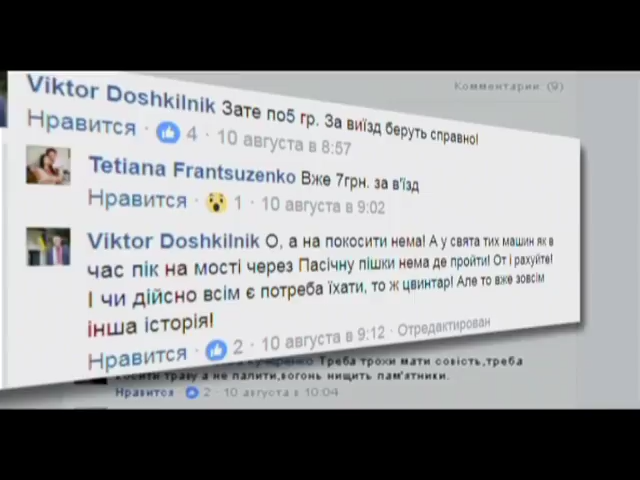 Комментарии: (9)
Viktor Doshkilnik Зате по5 гр. За виїзд беруть справно!
Нравится · 4 · 10 августа в 8:57
Tetiana Frantsuzenko Вже 7грн. за в'їзд
Нравится · 1 · 10 августа в 9:02
Viktor Doshkilnik О, а на покосити нема! А у свята тих машин як в
час пік на мості через Пасічну пішки нема де пройти! От і рахуйте!
І чи дійсно всім є потреба їхати, то ж цвинтар! Але то вже зовсім
інша історія!
Нравится · 2 · 10 августа в 9:12 · Отредактирован
Треба трохи мати совість,треба
косити траву а не палити,вогонь нищить пам'ятники.
Нравится · 2 · 10 августа в 10:04